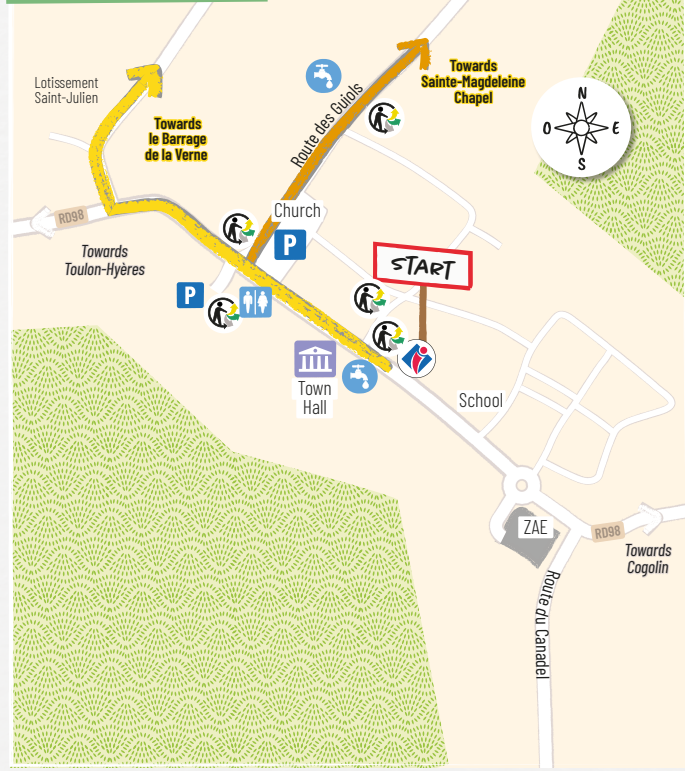 Lotissement
Saint-Julien
Towards
le Barrage
de la Verne
Route des Guiols
Towards
Sainte-Magdeleine
Chapel
N
O
E
S
RD98
Towards
Toulon-Hyères
Church
P
P
START
Town
Hall
School
ZAE
RD98
Towards
Cogolin
Route du Canadel